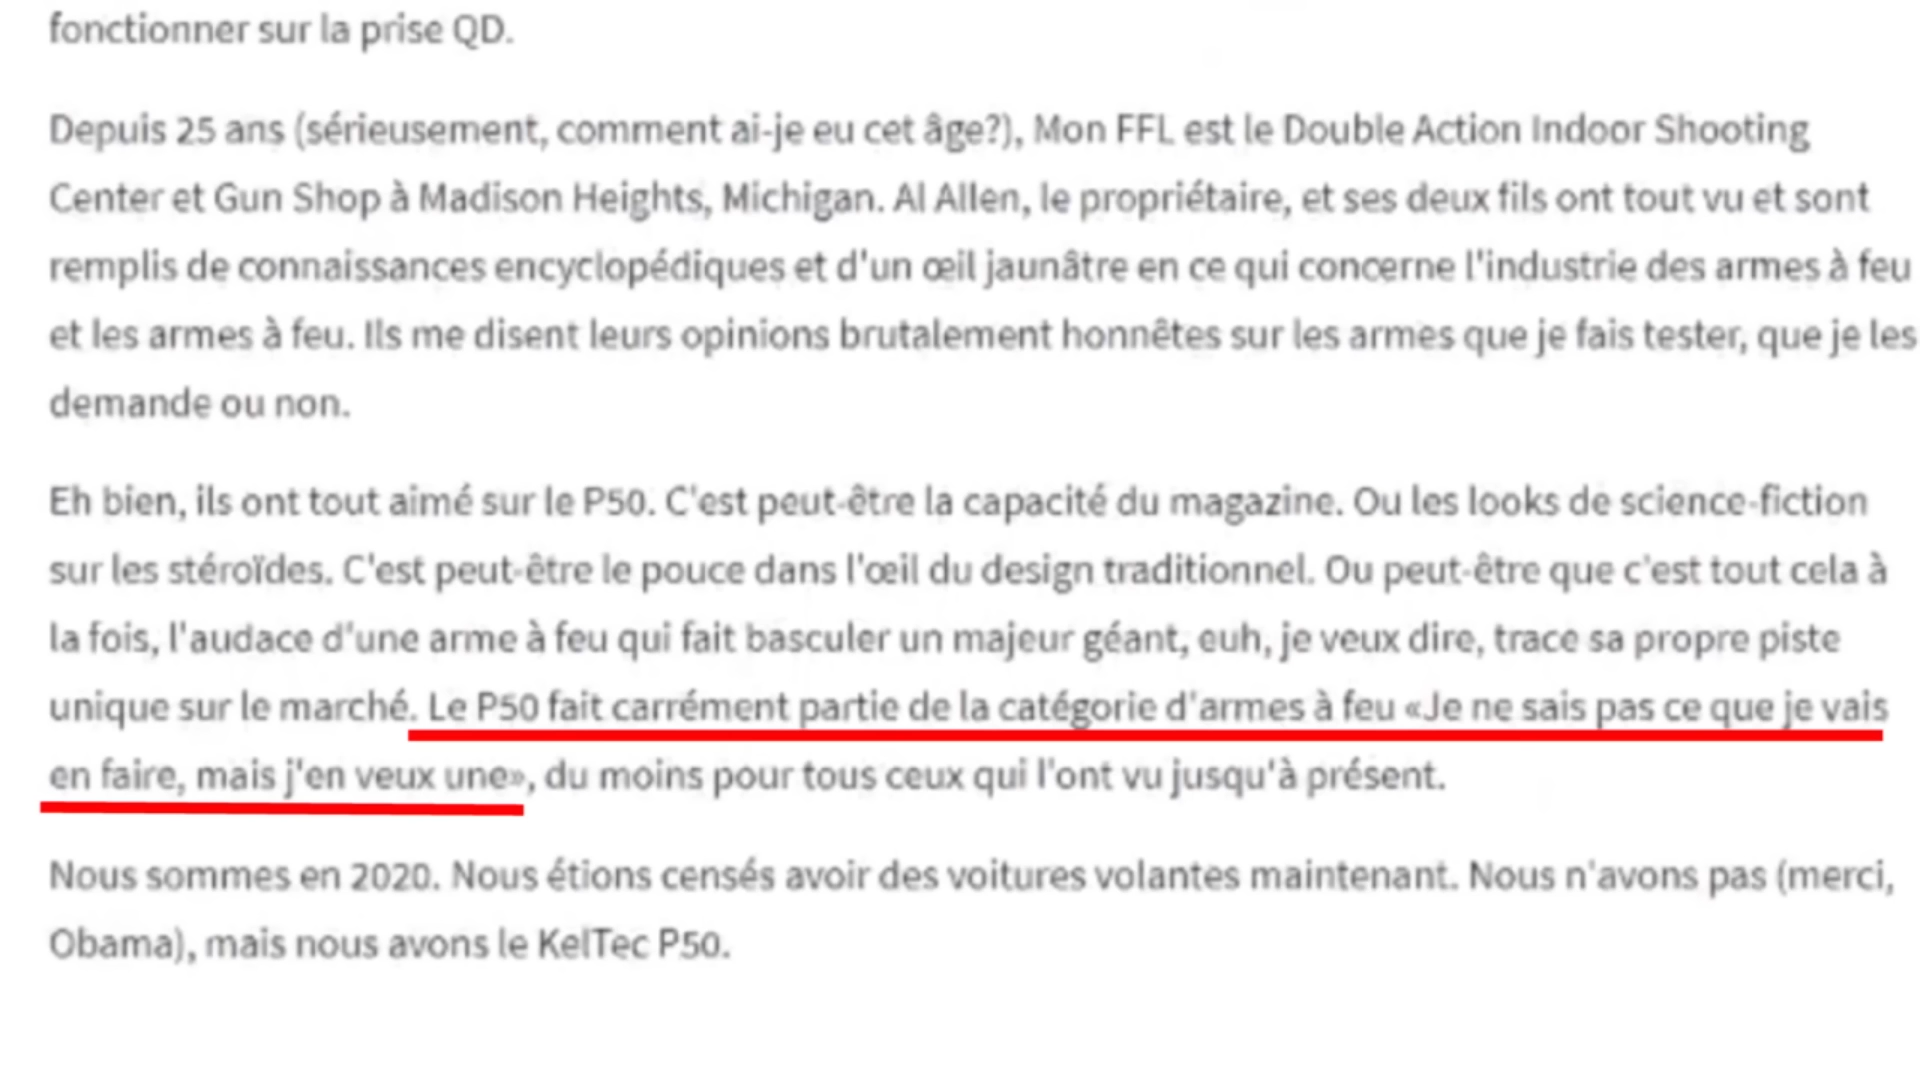 fonctionner sur la prise QD.
Depuis 25 ans (sérieusement, comment ai-je eu cet âge?), Mon FFL est le Double Action Indoor Shooting
Center et Gun Shop à Madison Heights, Michigan. Al Allen, le propriétaire, et ses deux fils ont tout vu et sont
remplis de connaissances encyclopédiques et d'un œil jaunâtre en ce qui concerne l'industrie des armes à feu
et les armes à feu. Ils me disent leurs opinions brutalement honnêtes sur les armes que je fais tester, que je les
demande ou non.
Eh bien, ils ont tout aimé sur le P50. C'est peut-être la capacité du magazine. Ou les looks de science-fiction
sur les stéroïdes. C'est peut-être le pouce dans l'œil du design traditionnel. Ou peut-être que c'est tout cela à
la fois, l'audace d'une arme à feu qui fait basculer un majeur géant, euh, je veux dire, trace sa propre piste
unique sur le marché. Le P50 fait carrément partie de la catégorie d'armes à feu «Je ne sais pas ce que je vais
en faire, mais j'en veux une», du moins pour tous ceux qui l'ont vu jusqu'à présent.
Nous sommes en 2020. Nous étions censés avoir des voitures volantes maintenant. Nous n'avons pas (merci,
Obama), mais nous avons le KelTec P50.